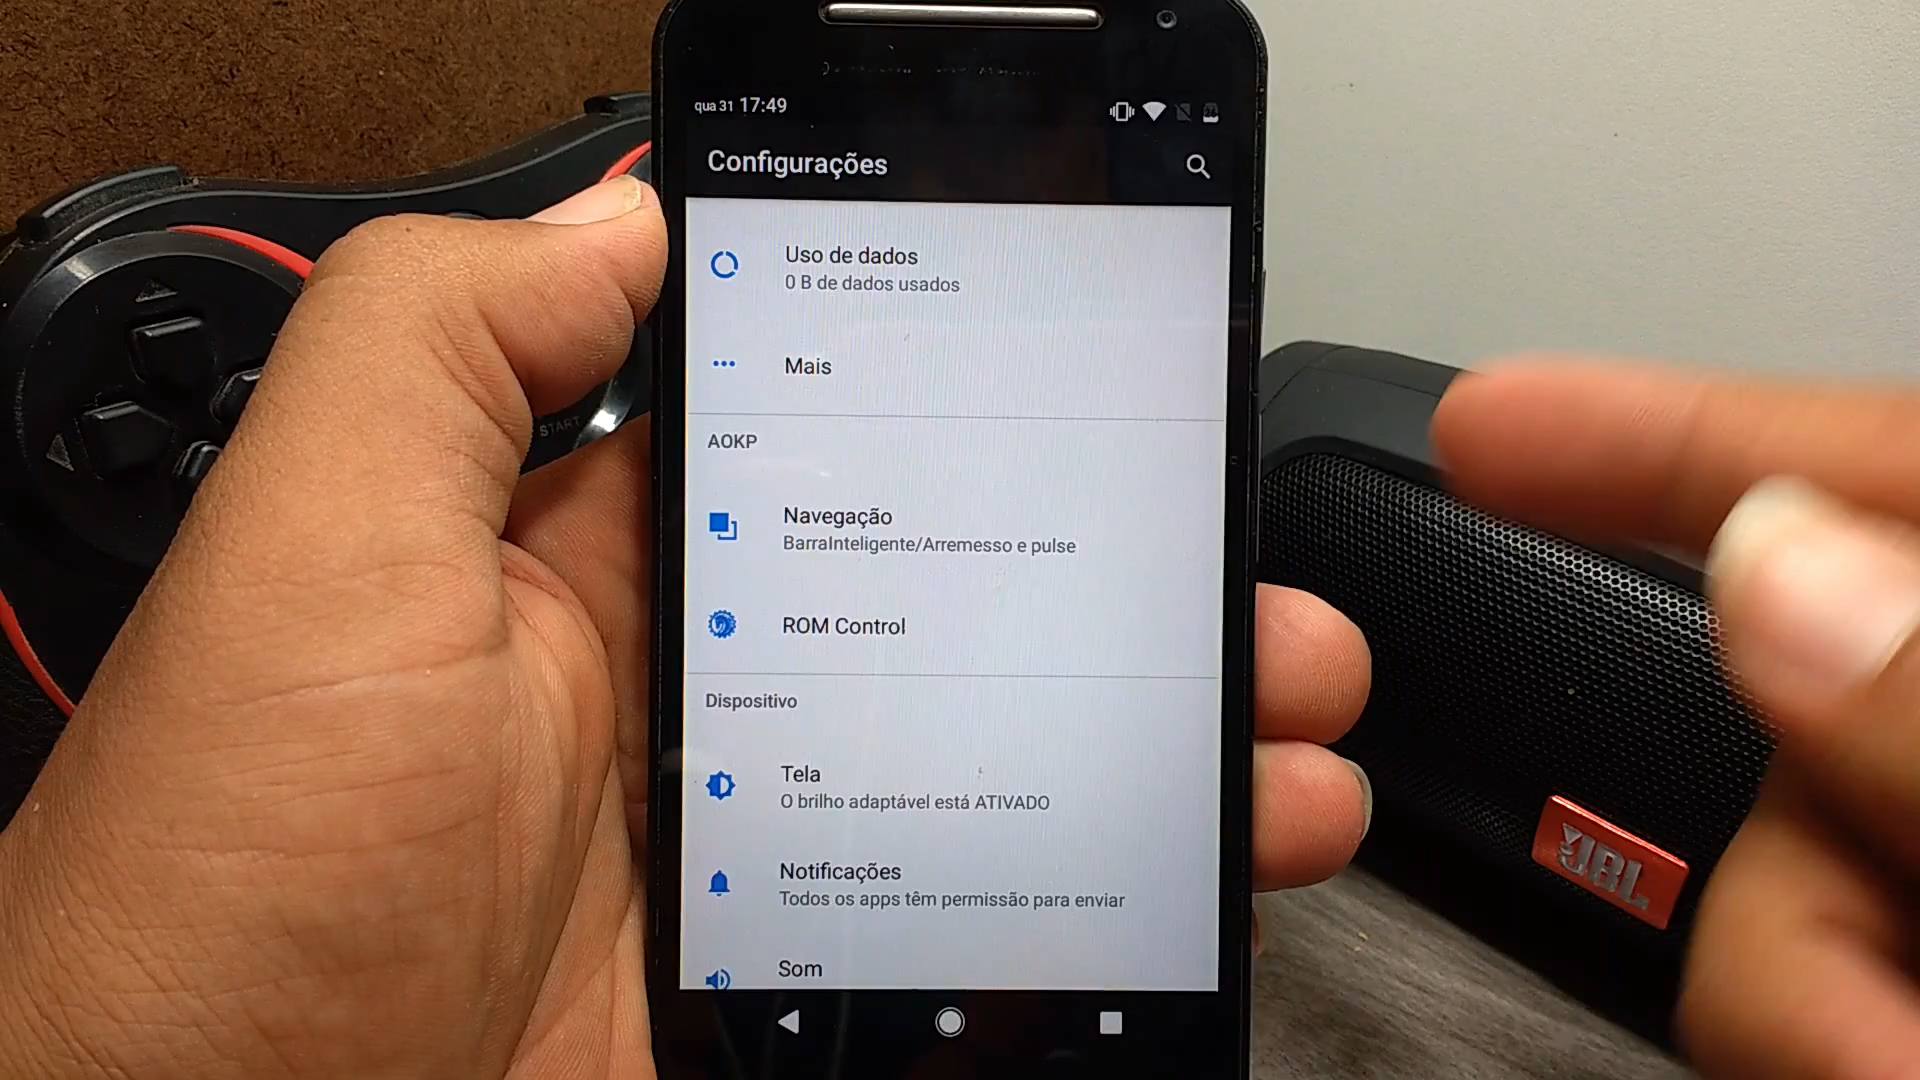 qua 31 17:49
Configurações
Uso de dados
0 B de dados usados
Mais
AOKP
Navegação
BarraInteligente/Arremesso e pulse
ROM Control
Dispositivo
Tela
O brilho adaptável está ATIVADO
Notificações
Todos os apps têm permissão para enviar
Som
START
JBL